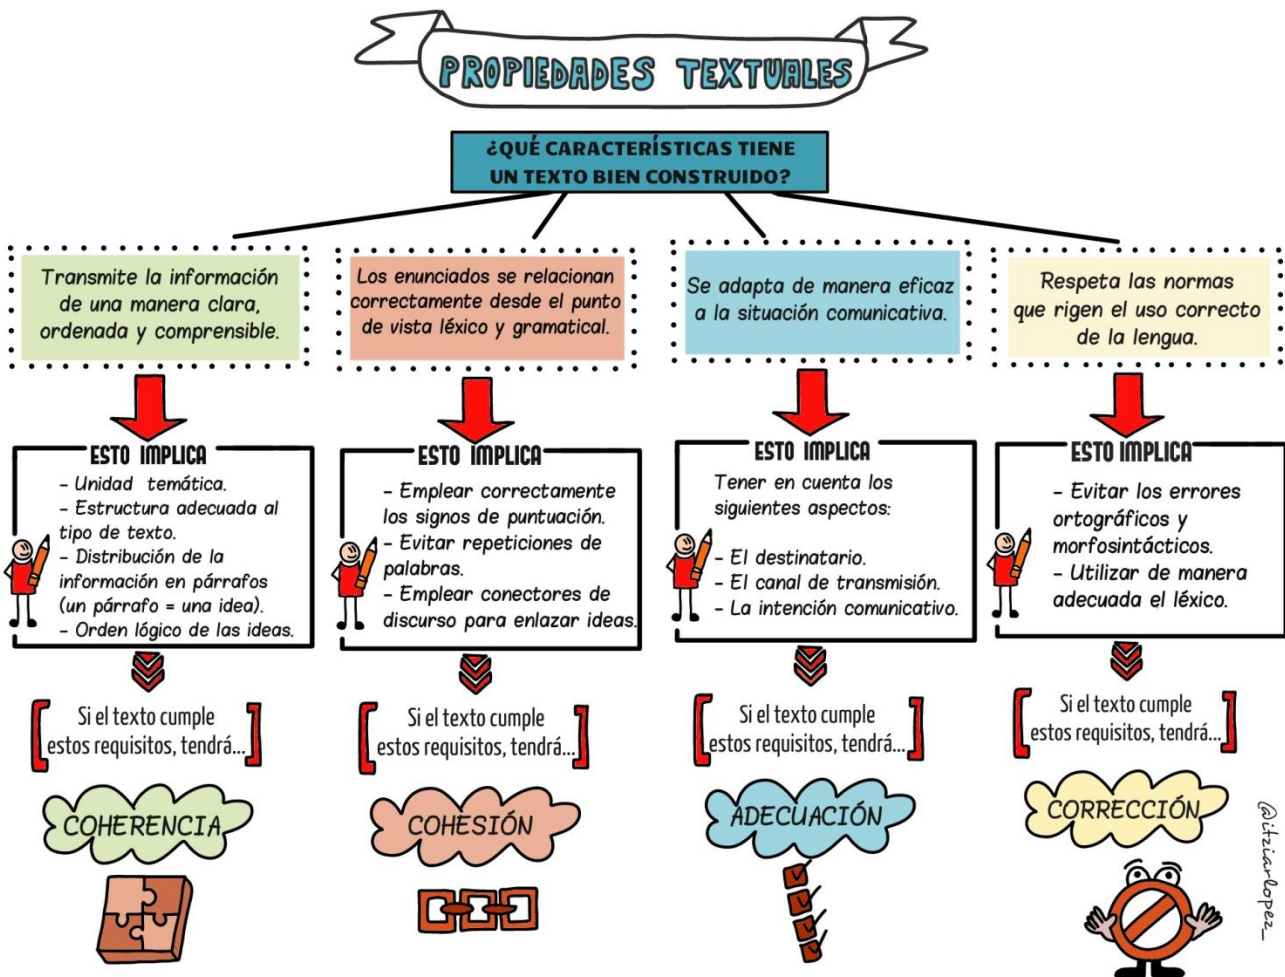 PROPIEDADES TEXTUALES
¿QUÉ CARACTERÍSTICAS TIENE
UN TEXTO BIEN CONSTRUIDO?
Transmite la información
de una manera clara,
ordenada y comprensible.
ESTO IMPLICA
- Unidad temática.
- Estructura adecuada al
tipo de texto.
- Distribución de la
información en párrafos
(un párrafo = una idea).
- Orden lógico de las ideas.
Si el texto cumple
estos requisitos, tendrá...
COHERENCIA
Los enunciados se relacionan
correctamente desde el punto
de vista léxico y gramatical.
ESTO IMPLICA
- Emplear correctamente
los signos de puntuación.
- Evitar repeticiones de
palabras.
- Emplear conectores de
discurso para enlazar ideas.
Si el texto cumple
estos requisitos, tendrá...
COHESIÓN
Se adapta de manera eficaz
a la situación comunicativa.
ESTO IMPLICA
Tener en cuenta los
siguientes aspectos:
- El destinatario.
- El canal de transmisión.
- La intención comunicativo.
Si el texto cumple
estos requisitos, tendrá...
ADECUACIÓN
Respeta las normas
que rigen el uso correcto
de la lengua.
ESTO IMPLICA
- Evitar los errores
ortográficos y
morfosintácticos.
- Utilizar de manera
adecuada el léxico.
Si el texto cumple
estos requisitos, tendrá...
CORRECCIÓN
@itziarlopez_